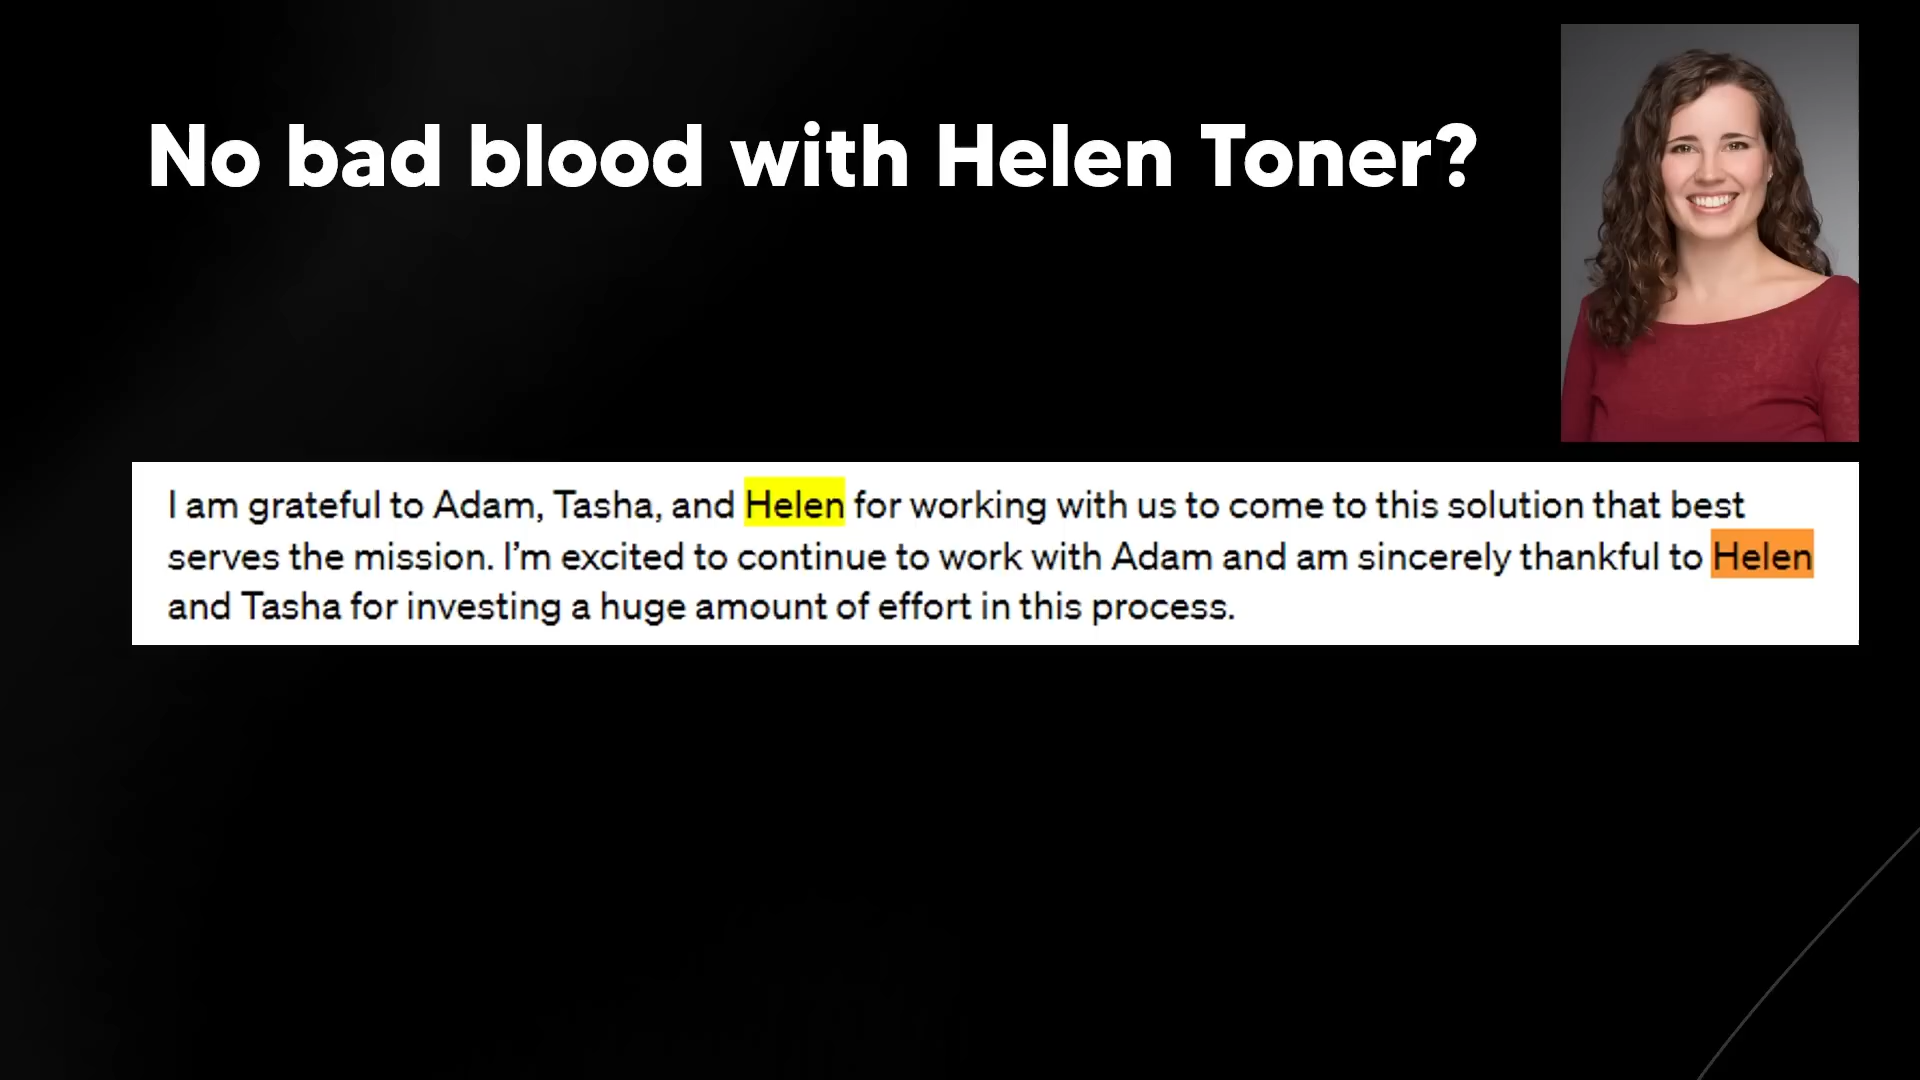 No bad blood with Helen Toner?
I am grateful to Adam, Tasha, and Helen for working with us to come to this solution that best
serves the mission. I’m excited to continue to work with Adam and am sincerely thankful to Helen
and Tasha for investing a huge amount of effort in this process.